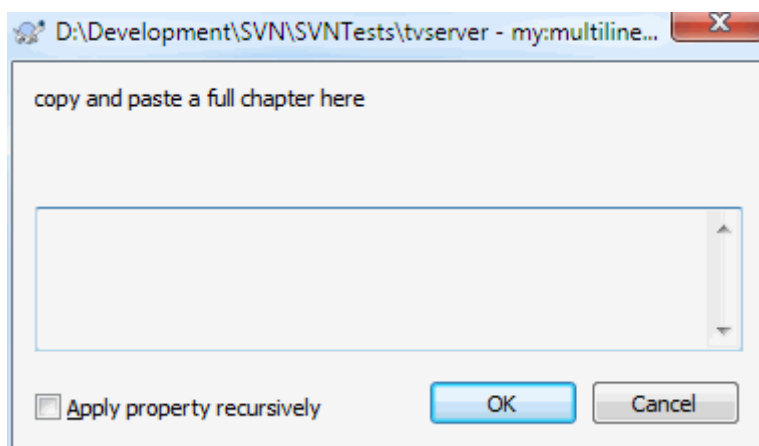 D:\Development\SVN\SVNTests\tvserver - my:multiline...
copy and paste a full chapter here
Apply property recursively
OK
Cancel